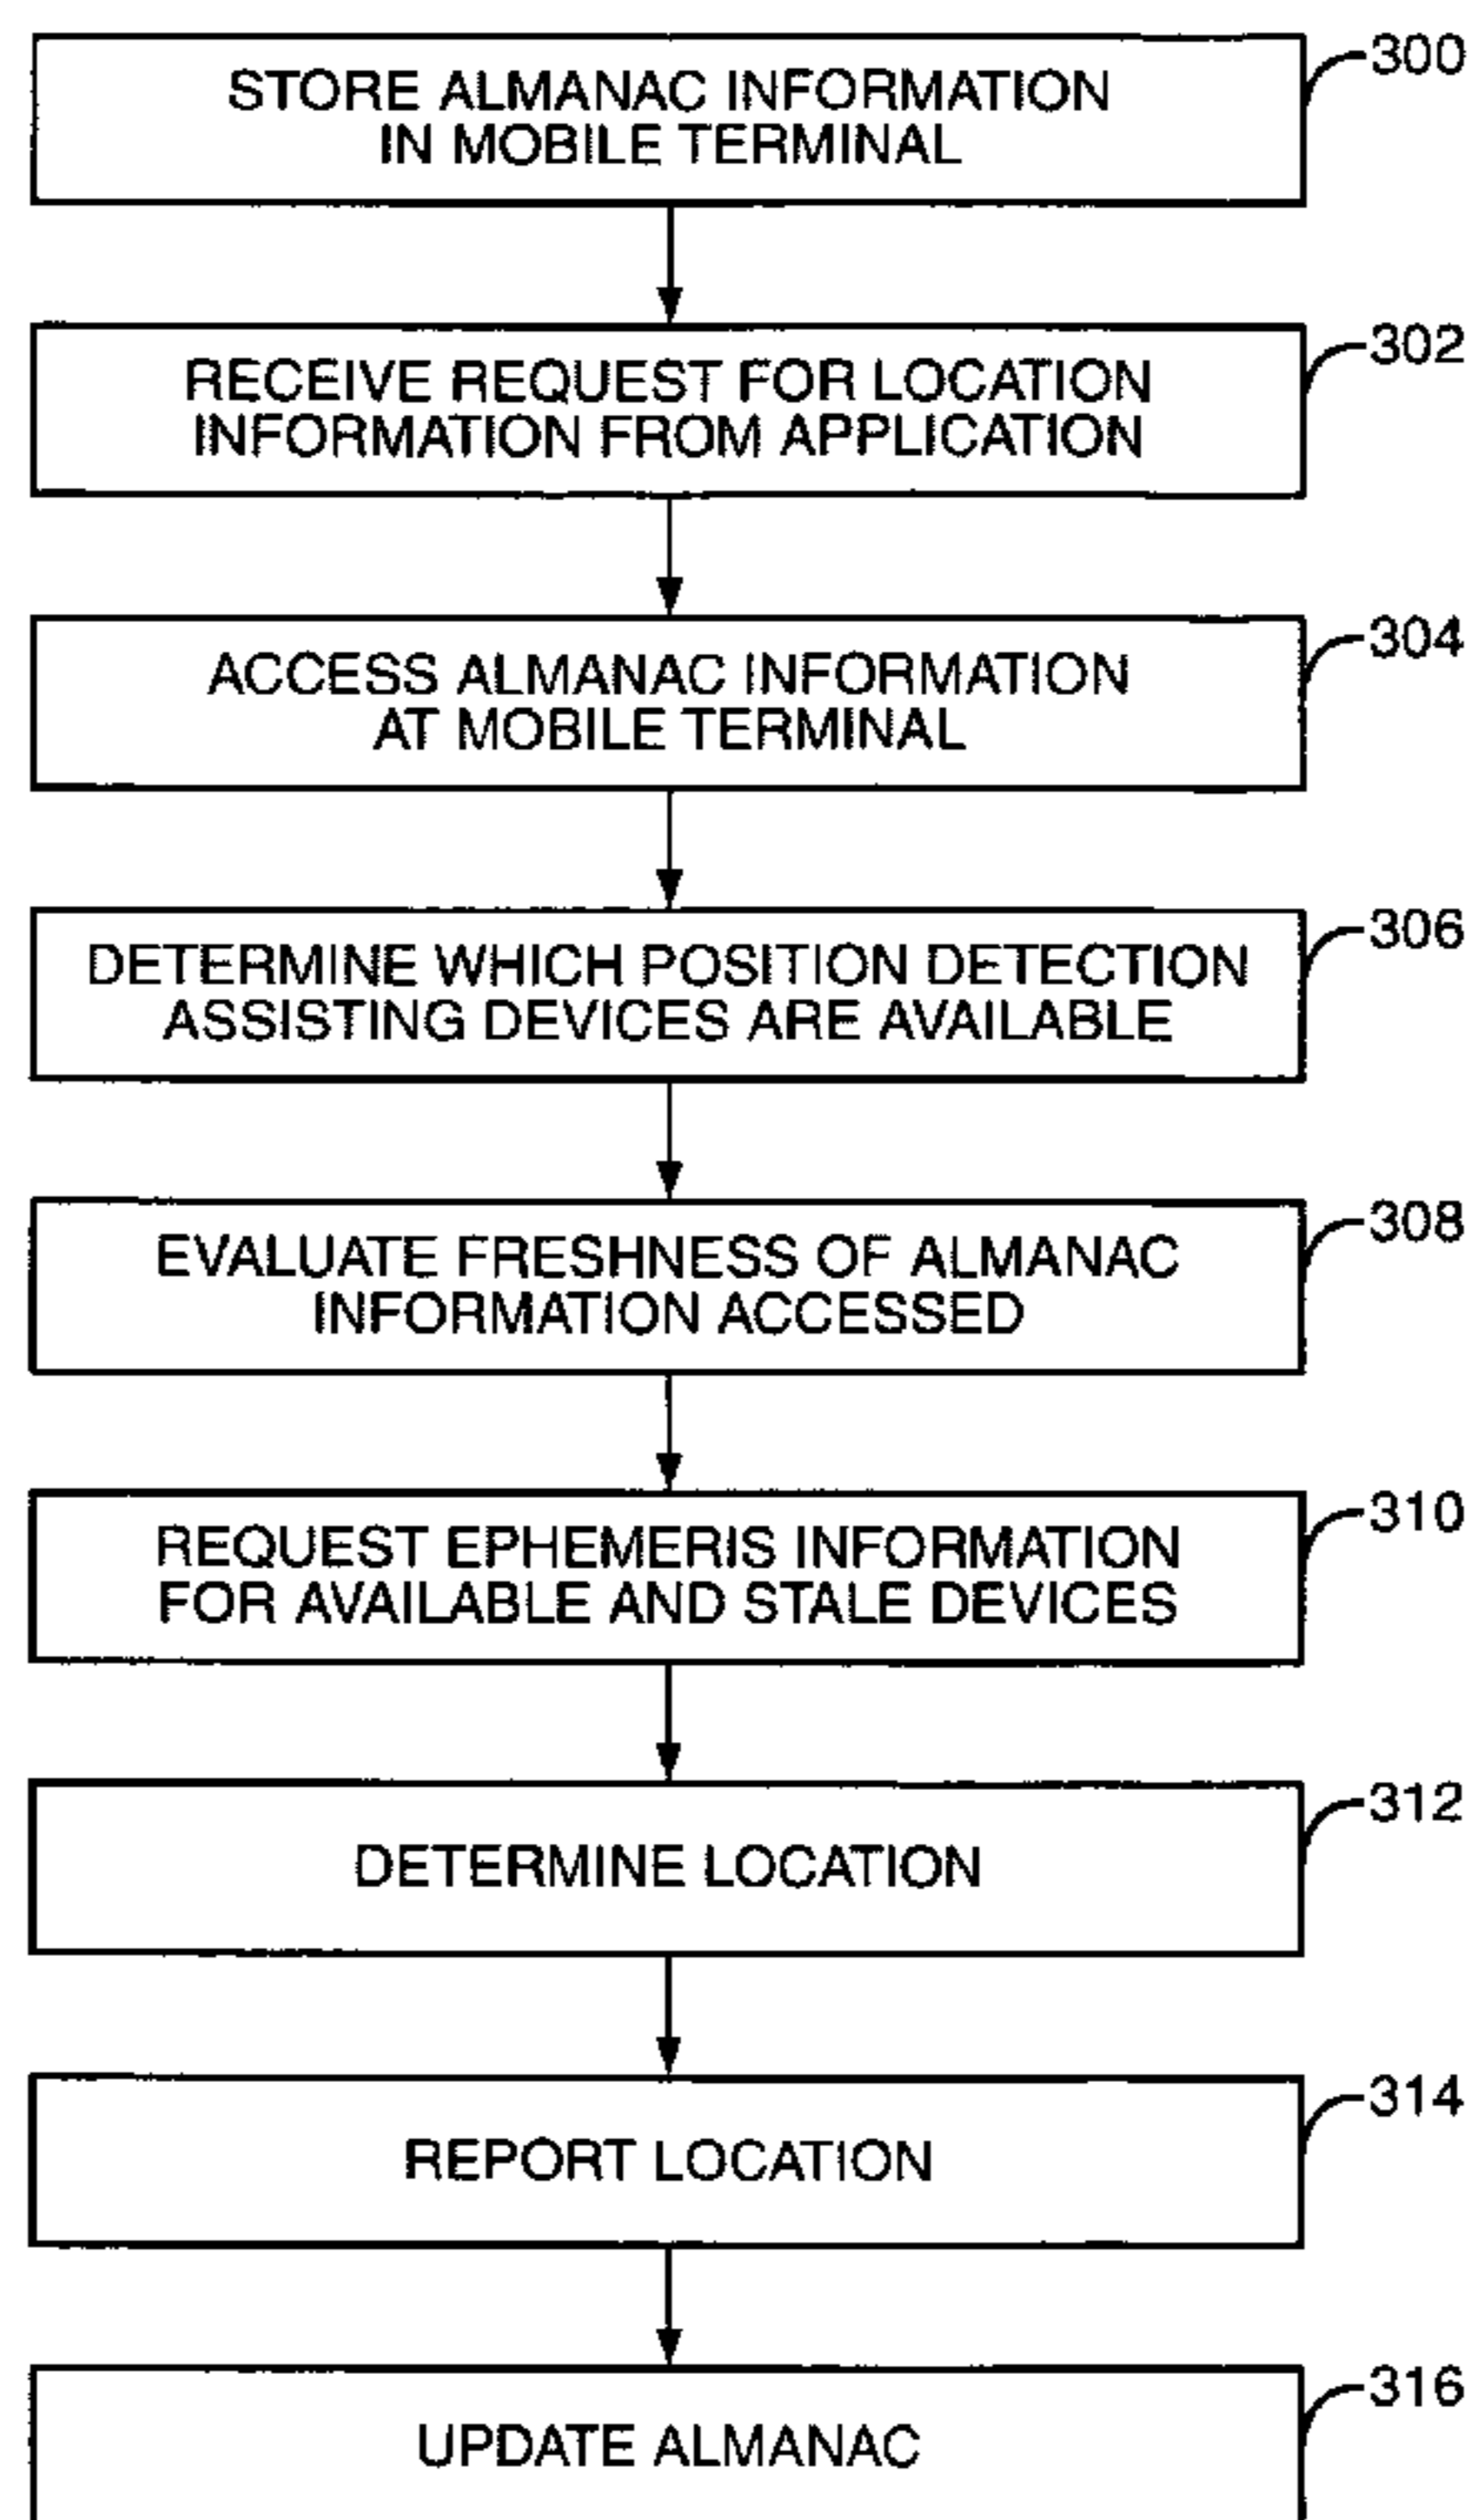 300
STORE ALMANAC INFORMATION
IN MOBILE TERMINAL
302
RECEIVE REQUEST FOR LOCATION
INFORMATION FROM APPLICATION
304
ACCESS ALMANAC INFORMATION
AT MOBILE TERMINAL
306
DETERMINE WHICH POSITION DETECTION
ASSISTING DEVICES ARE AVAILABLE
308
EVALUATE FRESHNESS OF ALMANAC
INFORMATION ACCESSED
310
REQUEST EPHEMERIS INFORMATION
FOR AVAILABLE AND STALE DEVICES
312
DETERMINE LOCATION
314
REPORT LOCATION
316
UPDATE ALMANAC